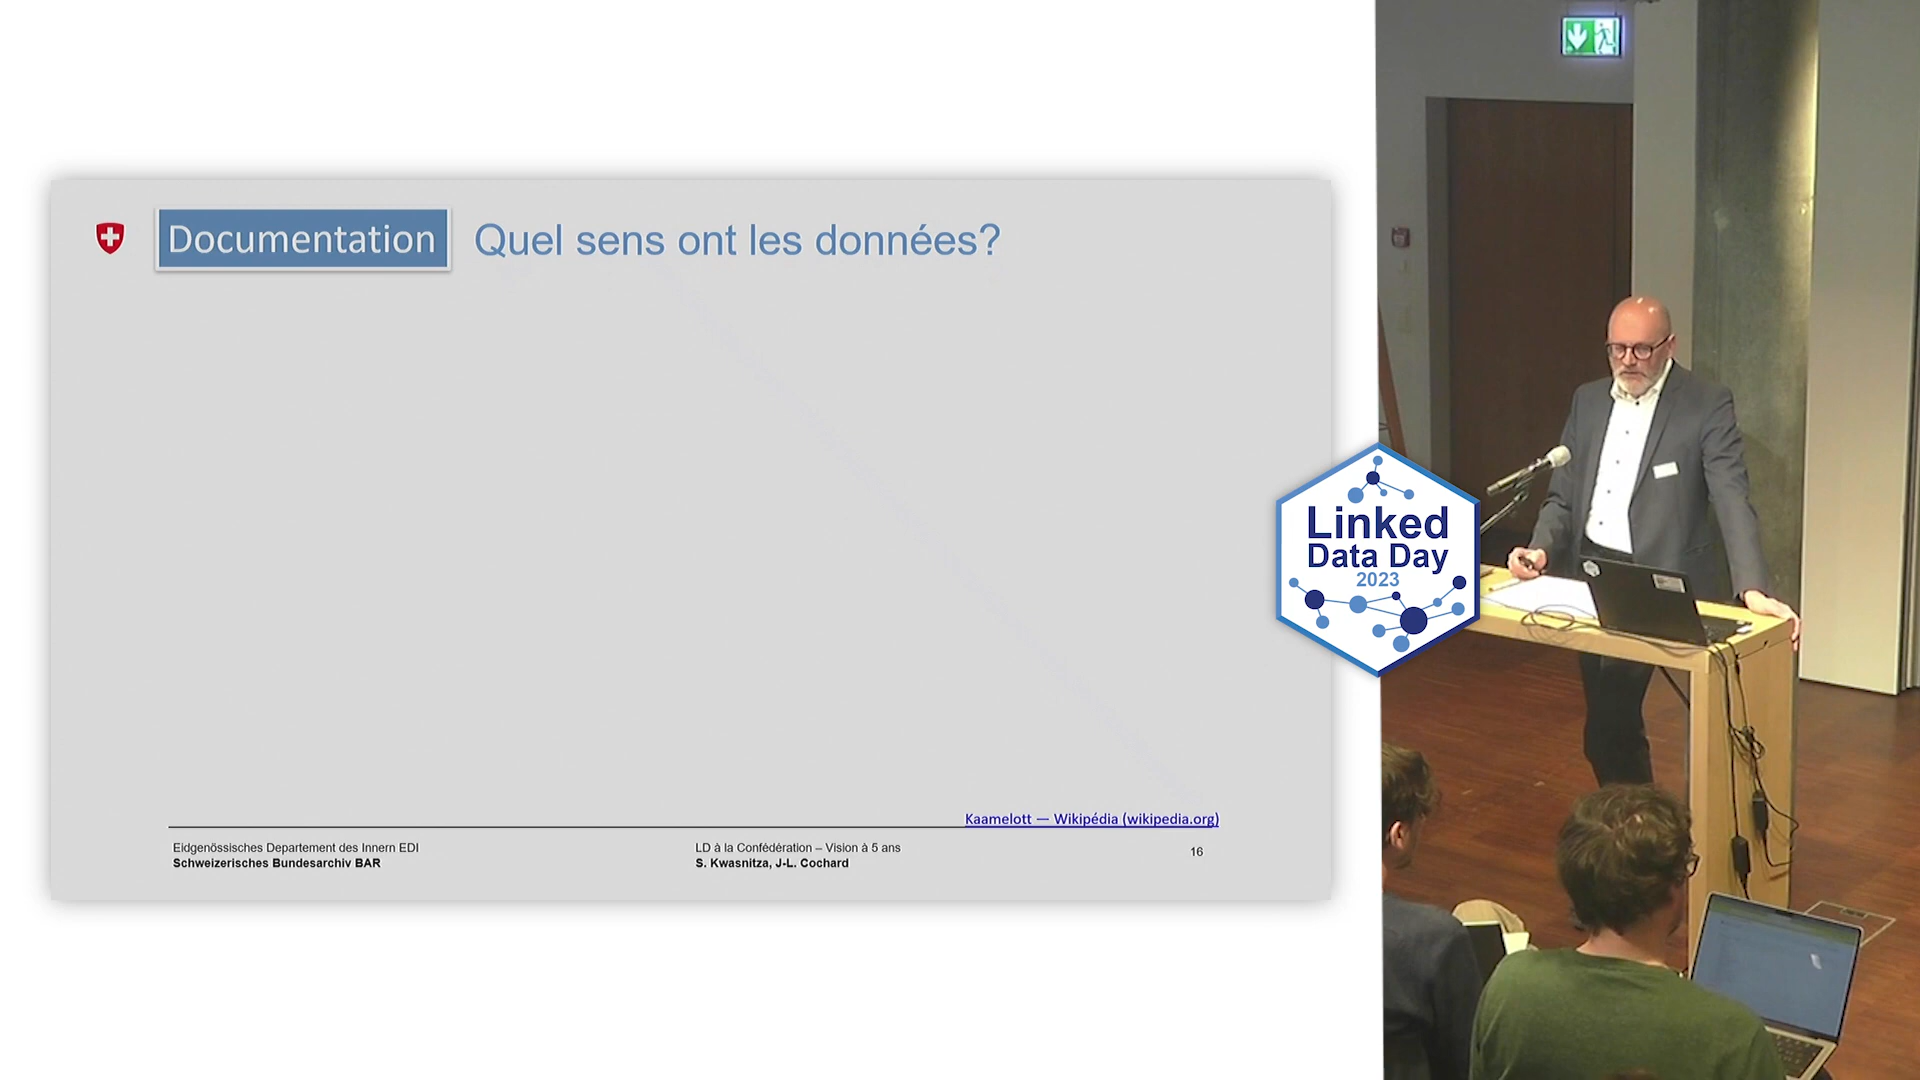 Documentation Quel sens ont les données?
Kaamelott — Wikipédia (wikipedia.org)
Eidgenössisches Departement des Innern EDI
Schweizerisches Bundesarchiv BAR
LD à la Confédération – Vision à 5 ans
S. Kwasnitza, J-L. Cochard
16
Linked
Data Day
2023